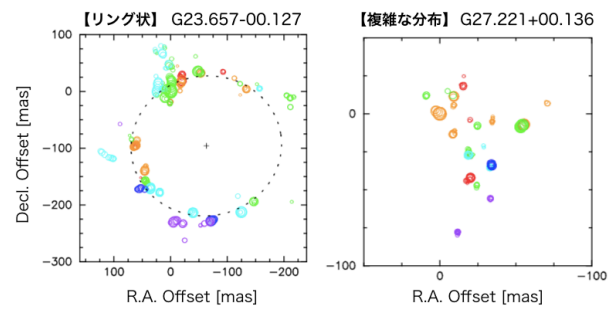 【リング状】 G23.657-00.127
【複雑な分布】 G27.221+00.136
Decl. Offset [mas]
100
0
−100
−200
−300
100
0
−100
−200
R.A. Offset [mas]
−100
0
−100
R.A. Offset [mas]